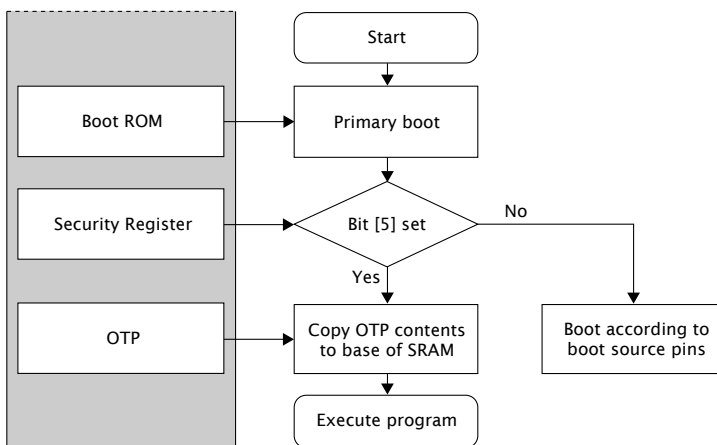 Start
Boot ROM
Primary boot
Security Register
Bit [5] set
No
Yes
OTP
Copy OTP contents
to base of SRAM
Boot according to
boot source pins
Execute program